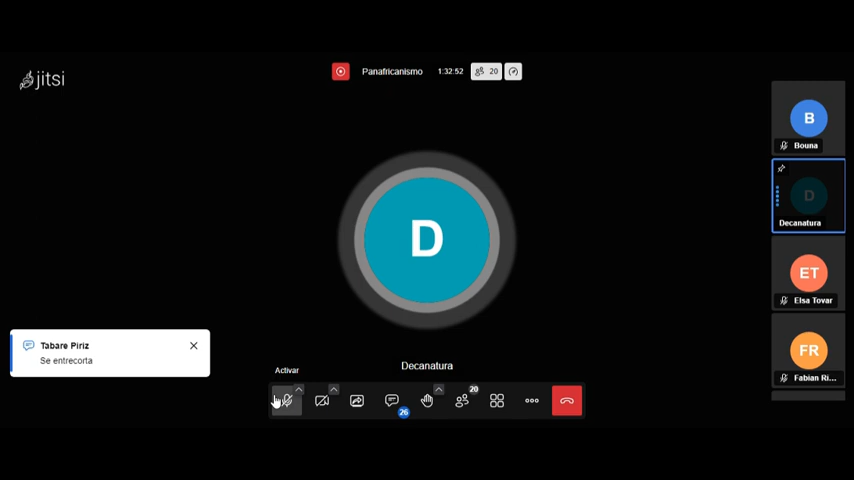 jitsi
Panafricanismo 1:32:52 20
B
Bouna
D
Decanatura
ET
Elsa Tovar
FR
Fabian Ri...
D
Decanatura
Tabare Piriz
Se entrecorta
Activar
20
26